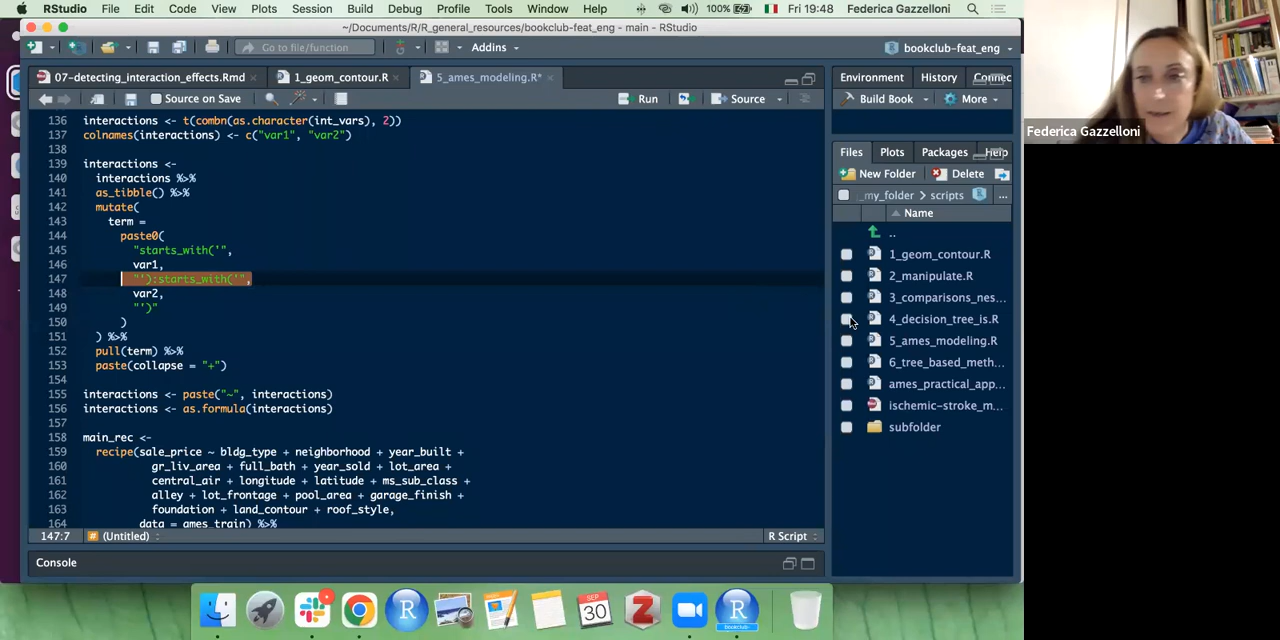 RStudio File Edit Code View Plots Session Build Debug Profile Tools Window Help 100% Fri 19:48 Federica Gazzelloni
~/Documents/R/R_general_resources/bookclub-feat_eng - main - RStudio
Go to file/function Addins bookclub-feat_eng
07-detecting_interaction_effects.Rmd 1_geom_contour.R 5_ames_modeling.R*
Source on Save Run Source
136 interactions <- t(combn(as.character(int_vars), 2))
137 colnames(interactions) <- c("var1", "var2")
138
139 interactions <-
140 interactions %>%
141 as_tibble() %>%
142 mutate(
143 term =
144 paste0(
145 "starts_with('",
146 var1,
147 "'):starts_with('",
148 var2,
149 "')"
150 )
151 ) %>%
152 pull(term) %>%
153 paste(collapse = "+")
154
155 interactions <- paste("~", interactions)
156 interactions <- as.formula(interactions)
157
158 main_rec <-
159 recipe(sale_price ~ bldg_type + neighborhood + year_built +
160 gr_liv_area + full_bath + year_sold + lot_area +
161 central_air + longitude + latitude + ms_sub_class +
162 alley + lot_frontage + pool_area + garage_finish +
163 foundation + land_contour + roof_style,
164 data = ames_train) %>%
147:7 # (Untitled) R Script
Console
Environment History Connec
Build Book More
Files Plots Packages Help
New Folder Delete
_my_folder scripts ...
Name
..
1_geom_contour.R
2_manipulate.R
3_comparisons_nes...
4_decision_tree_is.R
5_ames_modeling.R
6_tree_based_meth...
ames_practical_app...
ischemic-stroke_m...
subfolder
Federica Gazzelloni
SEP
30
Z
R
R